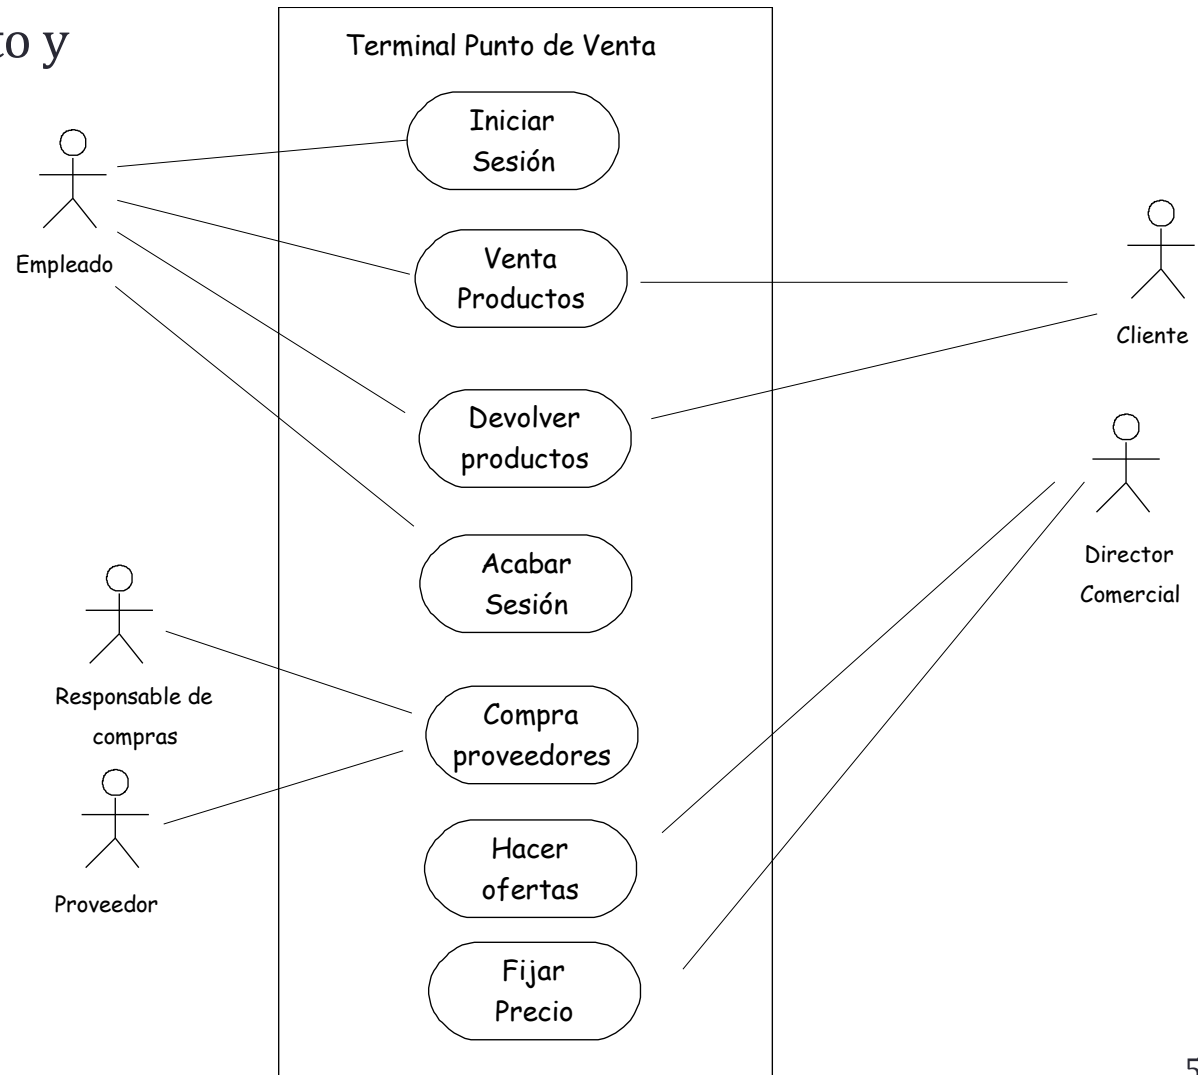 to y
Terminal Punto de Venta
Iniciar
Sesión
Empleado
Venta
Productos
Cliente
Devolver
productos
Director
Comercial
Acabar
Sesión
Responsable de
compras
Compra
proveedores
Proveedor
Hacer
ofertas
Fijar
Precio
5